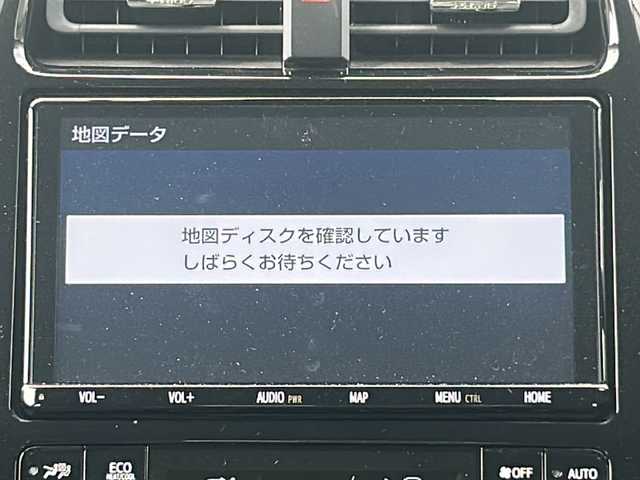 地図データ
地図ディスクを確認しています
しばらくお待ちください
VOL- VOL+ AUDIO PWR MAP MENU CTRL HOME
ECO OFF AUTO
HEAT/COOL